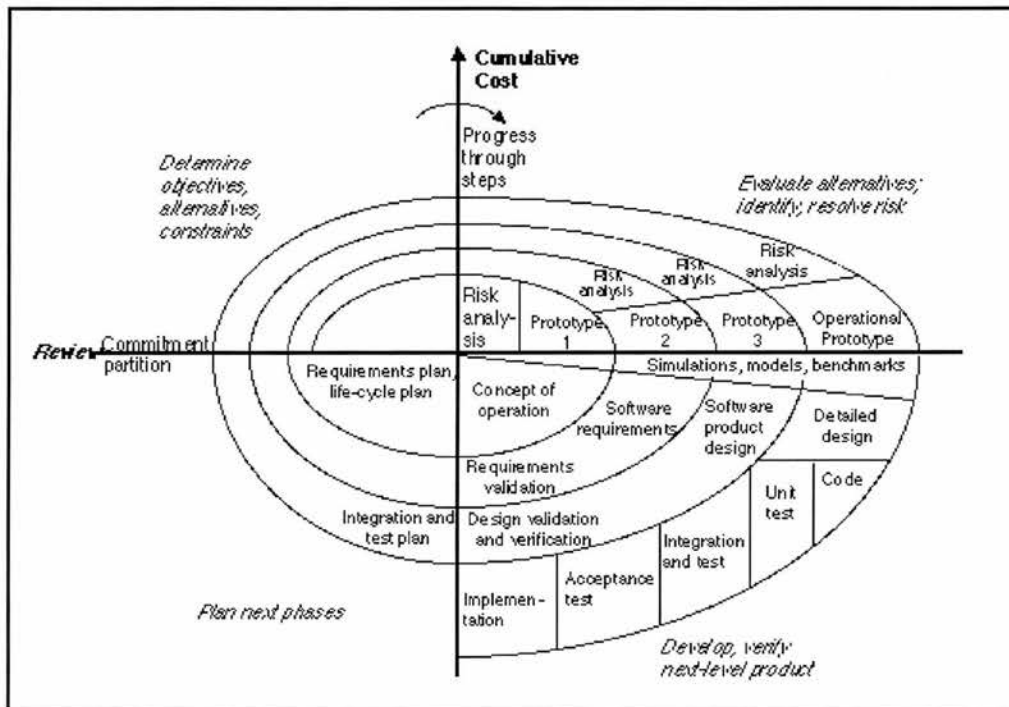 Cumulative
Cost
Progress
through
steps
Determine
objectives,
alternatives,
constraints
Evaluate alternatives;
identify, resolve risk
Risk
analysis
Risk
analysis
Risk
analysis
Risk
analy-
sis
Prototype
1
Prototype
2
Prototype
3
Operational
Prototype
Review
Commitment
partition
Simulations, models, benchmarks
Requirements plan,
life-cycle plan
Concept of
operation
Software
requirements
Software
product
design
Detailed
design
Requirements
validation
Unit
test
Code
Integration and
test plan
Design validation
and verification
Integration
and test
Acceptance
test
Implemen-
tation
Plan next phases
Develop, verify
next-level product